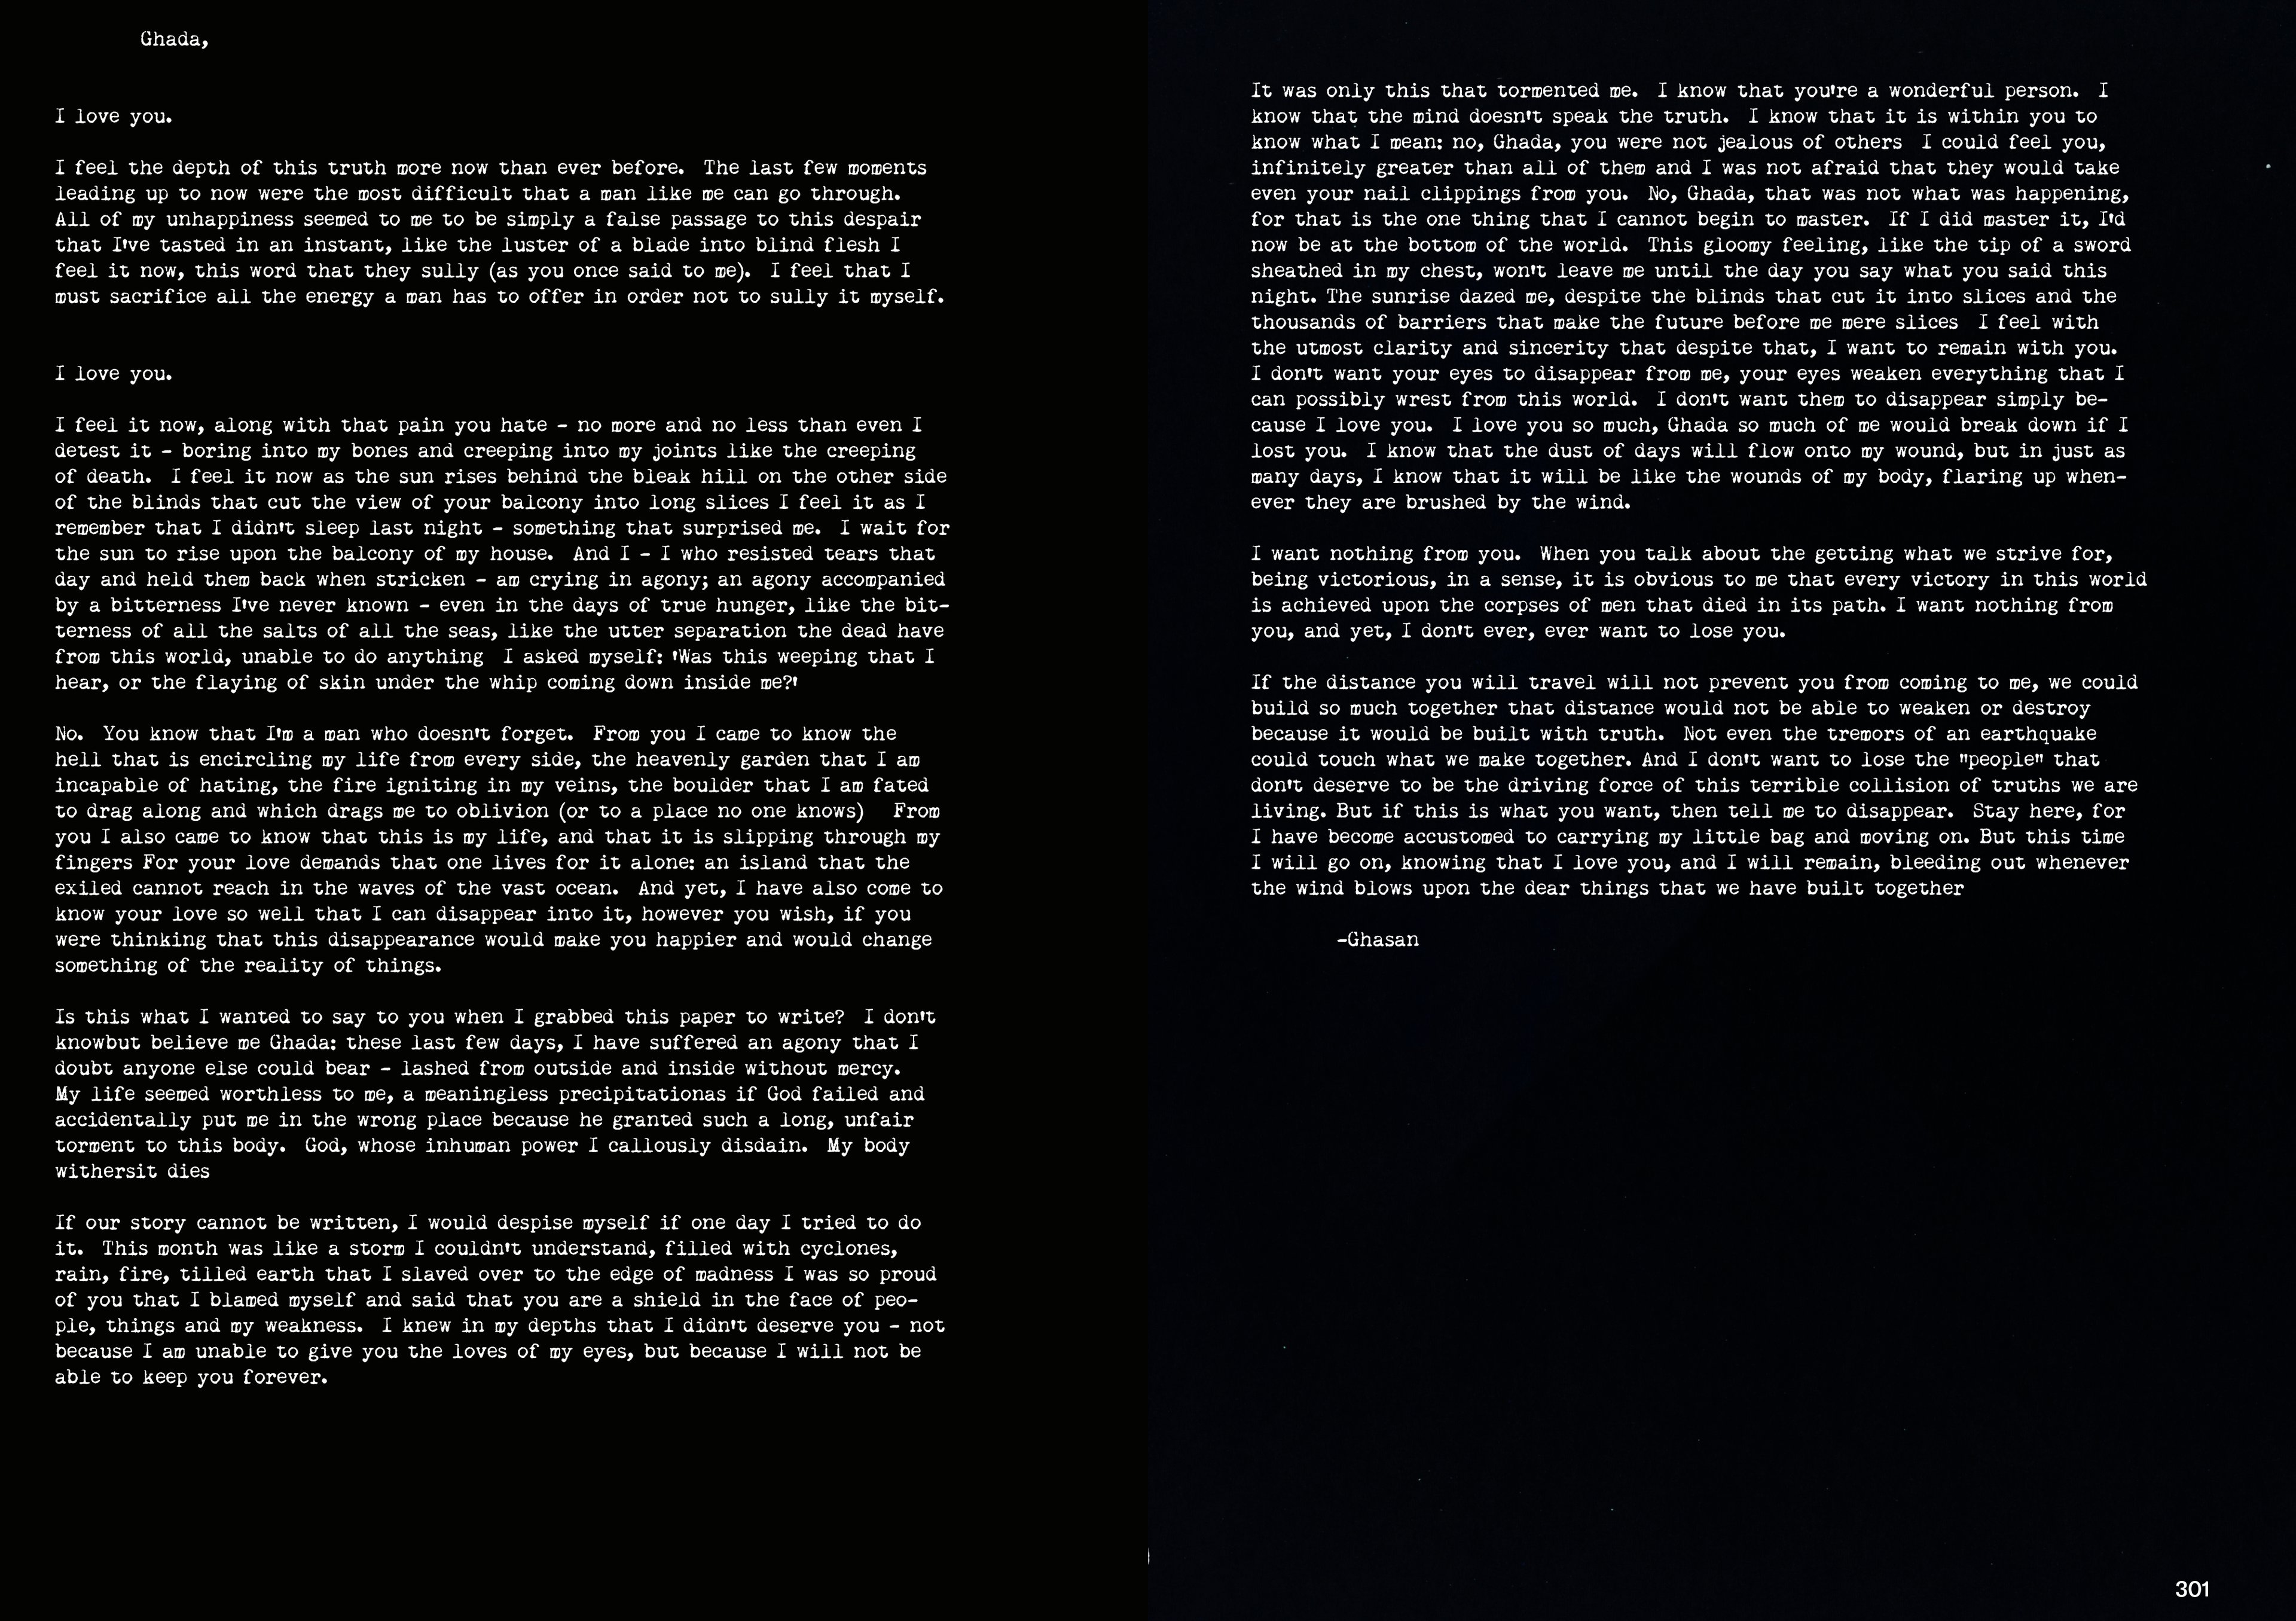 Ghada,
I love you.
I feel the depth of this truth more now than ever before. The last few moments
leading up to now were the most difficult that a man like me can go through.
All of my unhappiness seemed to me to be simply a false passage to this despair
that I've tasted in an instant, like the luster of a blade into blind flesh I
feel it now, this word that they sully (as you once said to me). I feel that I
must sacrifice all the energy a man has to offer in order not to sully it myself.
I love you.
I feel it now, along with that pain you hate - no more and no less than even I
detest it - boring into my bones and creeping into my joints like the creeping
of death. I feel it now as the sun rises behind the bleak hill on the other side
of the blinds that cut the view of your balcony into long slices I feel it as I
remember that I didn't sleep last night - something that surprised me. I wait for
the sun to rise upon the balcony of my house. And I - I who resisted tears that
day and held them back when stricken - am crying in agony; an agony accompanied
by a bitterness I've never known - even in the days of true hunger, like the bit-
terness of all the salts of all the seas, like the utter separation the dead have
from this world, unable to do anything I asked myself: 'Was this weeping that I
hear, or the flaying of skin under the whip coming down inside me?'
No. You know that I'm a man who doesn't forget. From you I came to know the
hell that is encircling my life from every side, the heavenly garden that I am
incapable of hating, the fire igniting in my veins, the boulder that I am fated
to drag along and which drags me to oblivion (or to a place no one knows) From
you I also came to know that this is my life, and that it is slipping through my
fingers For your love demands that one lives for it alone: an island that the
exiled cannot reach in the waves of the vast ocean. And yet, I have also come to
know your love so well that I can disappear into it, however you wish, if you
were thinking that this disappearance would make you happier and would change
something of the reality of things.
Is this what I wanted to say to you when I grabbed this paper to write? I don't
knowbut believe me Ghada: these last few days, I have suffered an agony that I
doubt anyone else could bear - lashed from outside and inside without mercy.
My life seemed worthless to me, a meaningless precipitationas if God failed and
accidentally put me in the wrong place because he granted such a long, unfair
torment to this body. God, whose inhuman power I callously disdain. My body
withersit dies
If our story cannot be written, I would despise myself if one day I tried to do
it. This month was like a storm I couldn't understand, filled with cyclones,
rain, fire, tilled earth that I slaved over to the edge of madness I was so proud
of you that I blamed myself and said that you are a shield in the face of peo-
ple, things and my weakness. I knew in my depths that I didn't deserve you - not
because I am unable to give you the loves of my eyes, but because I will not be
able to keep you forever.
It was only this that tormented me. I know that you're a wonderful person. I
know that the mind doesn't speak the truth. I know that it is within you to
know what I mean: no, Ghada, you were not jealous of others I could feel you,
infinitely greater than all of them and I was not afraid that they would take
even your nail clippings from you. No, Ghada, that was not what was happening,
for that is the one thing that I cannot begin to master. If I did master it, I'd
now be at the bottom of the world. This gloomy feeling, like the tip of a sword
sheathed in my chest, won't leave me until the day you say what you said this
night. The sunrise dazed me, despite the blinds that cut it into slices and the
thousands of barriers that make the future before me mere slices I feel with
the utmost clarity and sincerity that despite that, I want to remain with you.
I don't want your eyes to disappear from me, your eyes weaken everything that I
can possibly wrest from this world. I don't want them to disappear simply be-
cause I love you. I love you so much, Ghada so much of me would break down if I
lost you. I know that the dust of days will flow onto my wound, but in just as
many days, I know that it will be like the wounds of my body, flaring up when-
ever they are brushed by the wind.
I want nothing from you. When you talk about the getting what we strive for,
being victorious, in a sense, it is obvious to me that every victory in this world
is achieved upon the corpses of men that died in its path. I want nothing from
you, and yet, I don't ever, ever want to lose you.
If the distance you will travel will not prevent you from coming to me, we could
build so much together that distance would not be able to weaken or destroy
because it would be built with truth. Not even the tremors of an earthquake
could touch what we make together. And I don't want to lose the "people" that
don't deserve to be the driving force of this terrible collision of truths we are
living. But if this is what you want, then tell me to disappear. Stay here, for
I have become accustomed to carrying my little bag and moving on. But this time
I will go on, knowing that I love you, and I will remain, bleeding out whenever
the wind blows upon the dear things that we have built together
-Ghasan
301